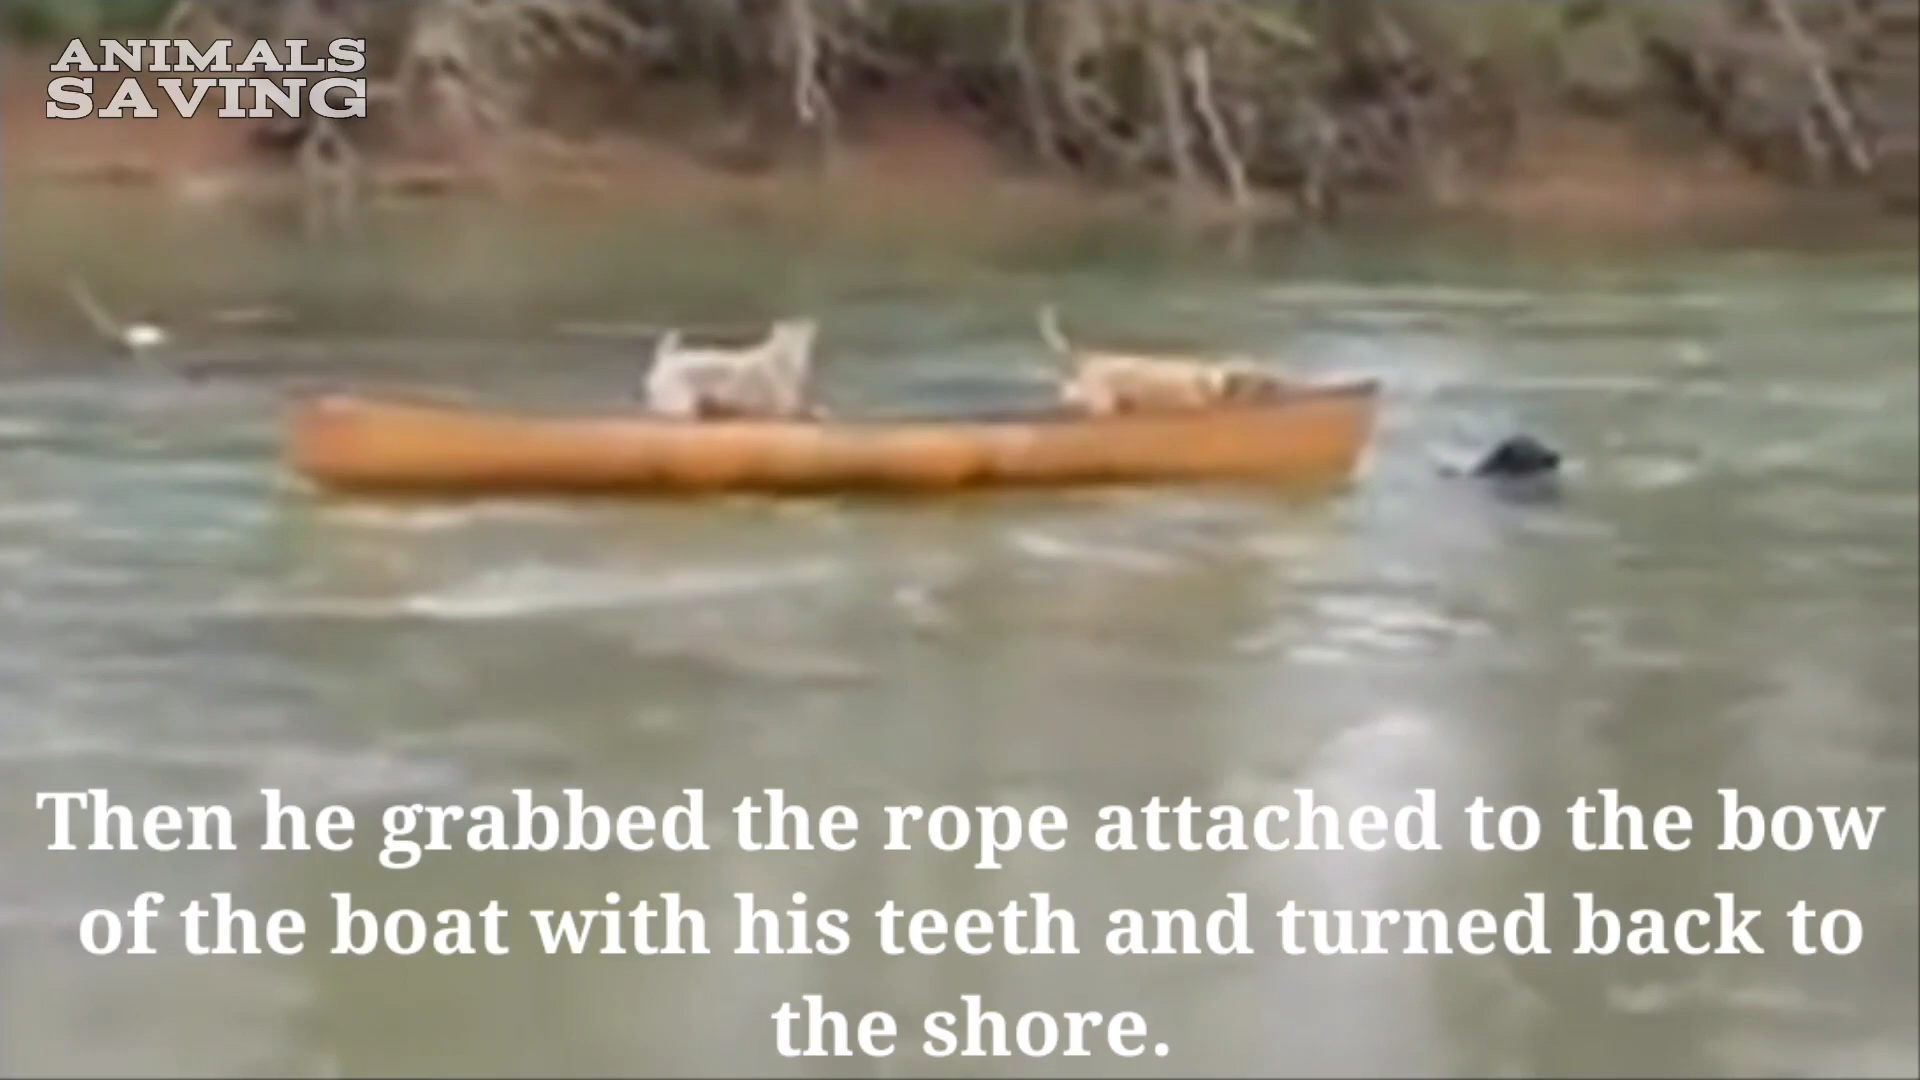 ANIMALS
SAVING
Then he grabbed the rope attached to the bow
of the boat with his teeth and turned back to
the shore.